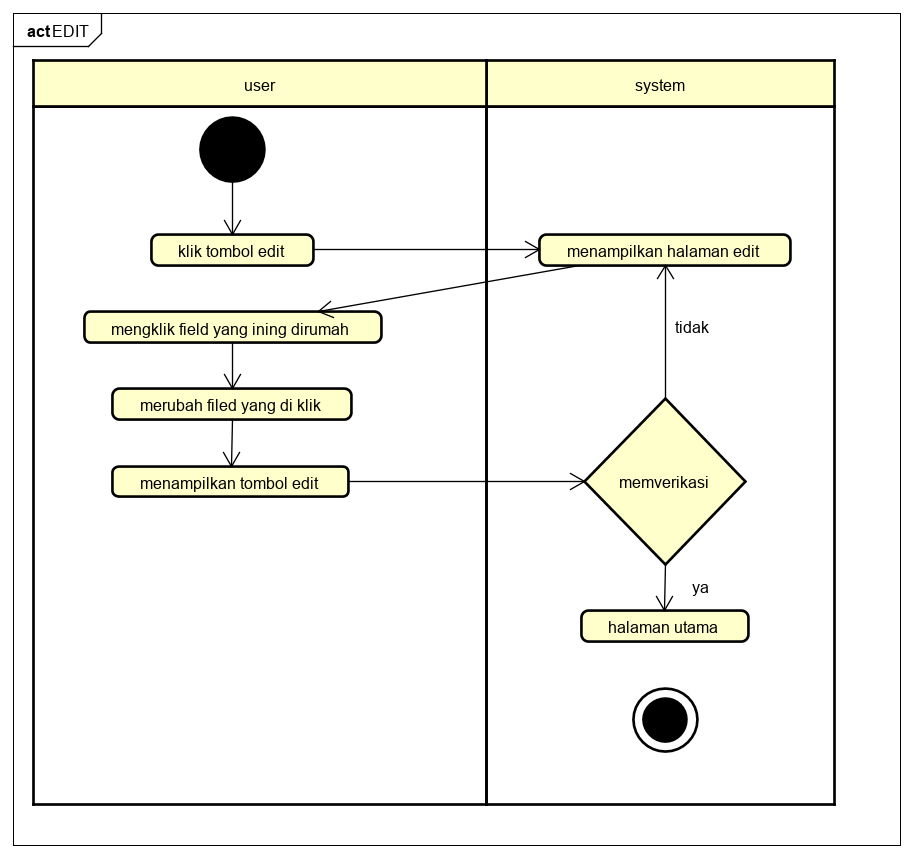 act EDIT
user
system
klik tombol edit
menampilkan halaman edit
mengklik field yang ining dirumah
tidak
merubah filed yang di klik
menampilkan tombol edit
memverikasi
ya
halaman utama